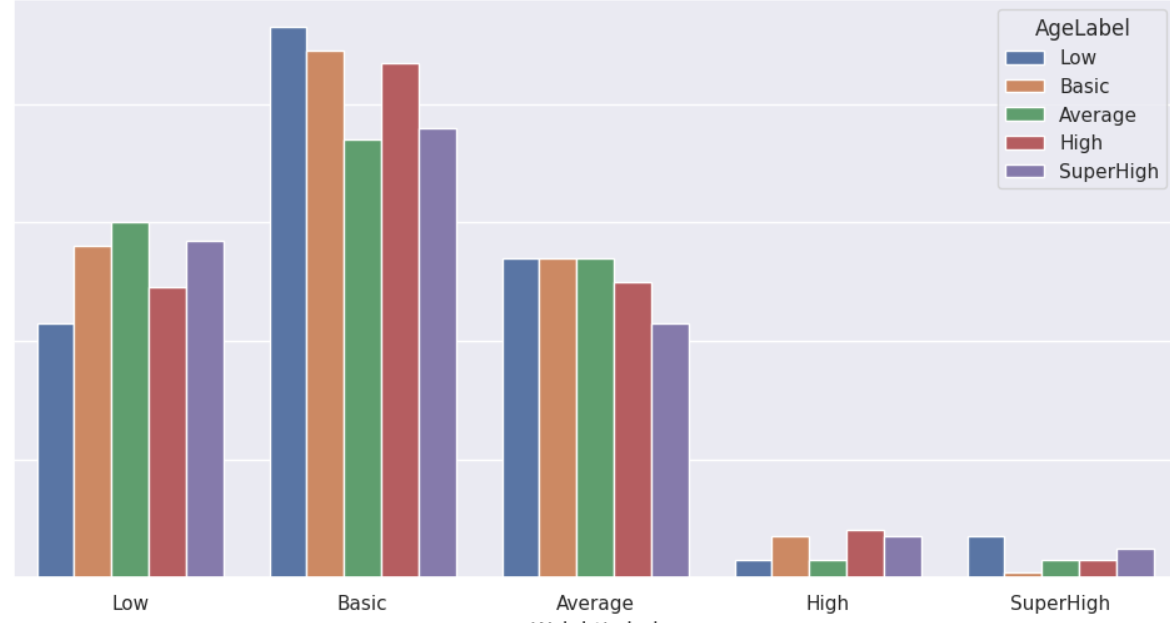 AgeLabel
Low
Basic
Average
High
SuperHigh
Low Basic Average High SuperHigh